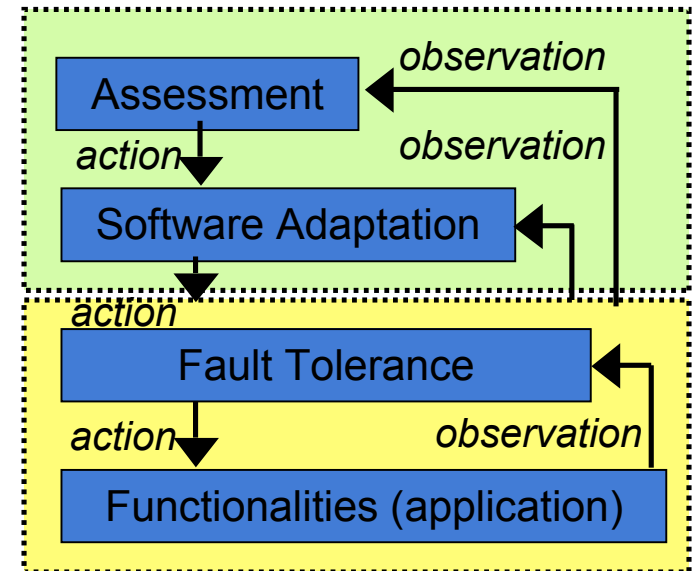 observation
Assessment
observation
action
Software Adaptation
action
Fault Tolerance
action
observation
Functionalities (application)